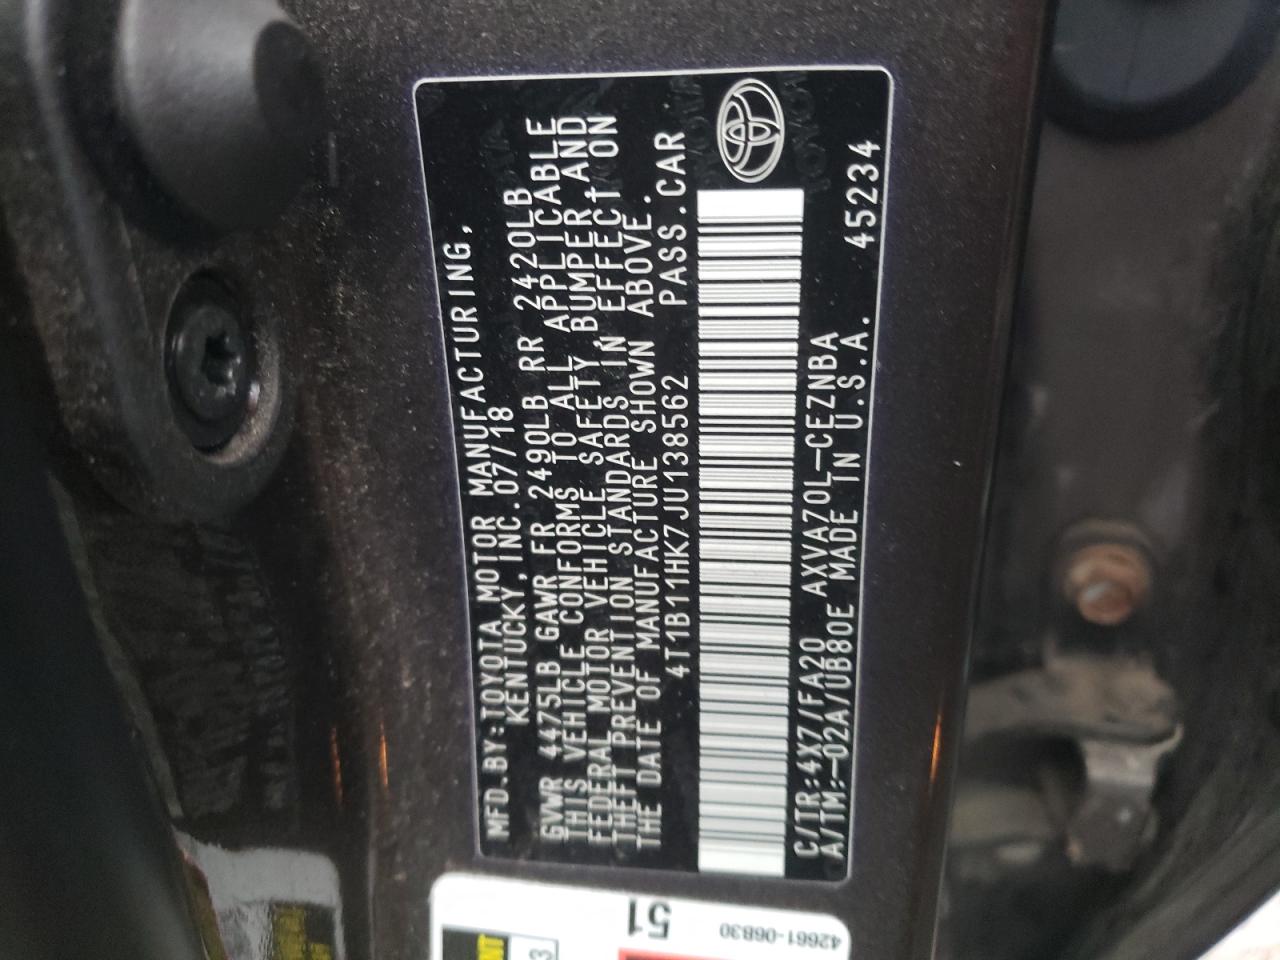 MFD.BY:TOYOTA MOTOR MANUFACTURING,
KENTUCKY,INC.07/18
GVWR 4475LB GAWR FR 2490LB RR 2420LB
THIS VEHICLE CONFORMS TO ALL APPLICABLE
FEDERAL MOTOR VEHICLE SAFETY,BUMPER,AND
THEFT PREVENTION STANDARDS IN EFFECT ON
THE DATE OF MANUFACTURE SHOWN ABOVE.
4T1B11HK7JU138562 PASS.CAR
C/TR:4X7/FA20 AXVA70L-CEZNBA
A/TM:-02A/UB80E MADE IN U.S.A. 45234
51
42661-06B30
3